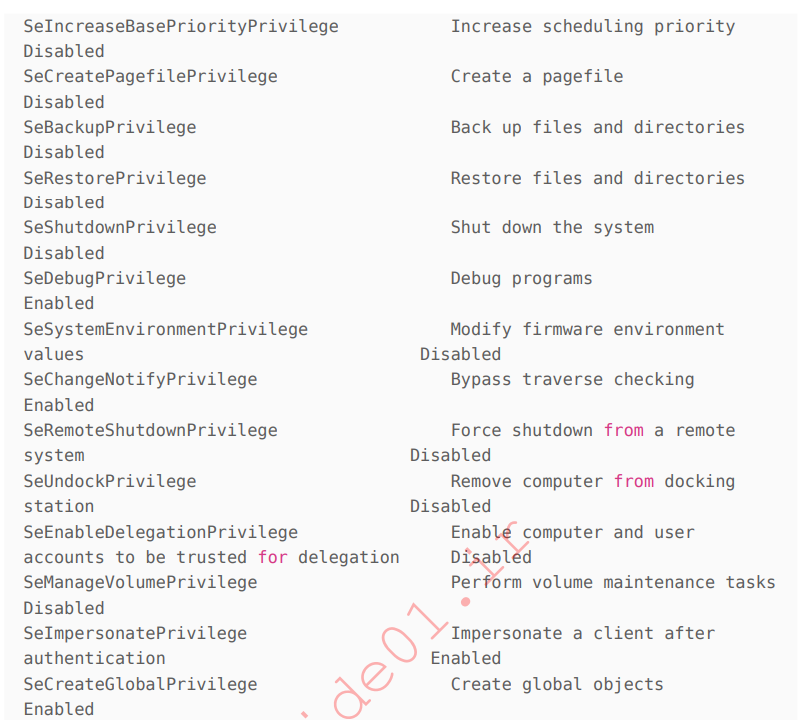 SeIncreaseBasePriorityPrivilege Increase scheduling priority
Disabled
SeCreatePagefilePrivilege Create a pagefile
Disabled
SeBackupPrivilege Back up files and directories
Disabled
SeRestorePrivilege Restore files and directories
Disabled
SeShutdownPrivilege Shut down the system
Disabled
SeDebugPrivilege Debug programs
Enabled
SeSystemEnvironmentPrivilege Modify firmware environment
values Disabled
SeChangeNotifyPrivilege Bypass traverse checking
Enabled
SeRemoteShutdownPrivilege Force shutdown from a remote
system Disabled
SeUndockPrivilege Remove computer from docking
station Disabled
SeEnableDelegationPrivilege Enable computer and user
accounts to be trusted for delegation Disabled
SeManageVolumePrivilege Perform volume maintenance tasks
Disabled
SeImpersonatePrivilege Impersonate a client after
authentication Enabled
SeCreateGlobalPrivilege Create global objects
Enabled
ide01.ir